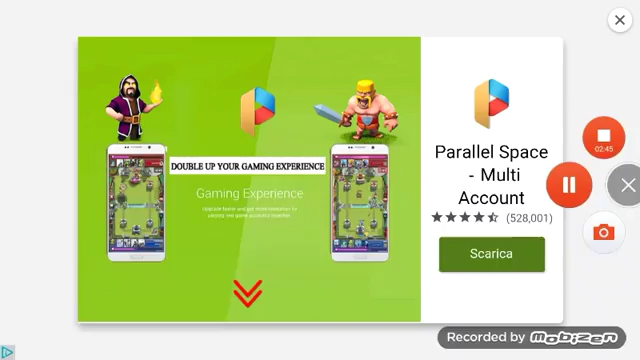 DOUBLE UP YOUR GAMING EXPERIENCE
Gaming Experience
Parallel Space
- Multi
Account
(528,001)
Scarica
02:45
Recorded by Mobizen